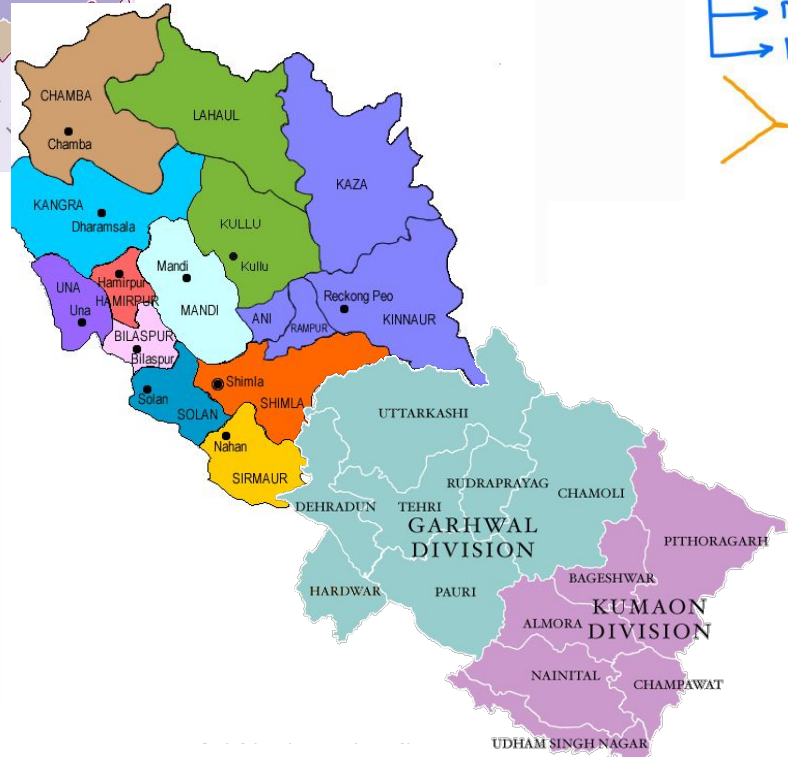 CHAMBA
Chamba
LAHAUL
KAZA
KANGRA
Dharamsala
KULLU
Kullu
Mandi
MANDI
UNA
Una
Hamirpur
HAMIRPUR
BILASPUR
Bilaspur
ANI
RAMPUR
Reckong Peo
KINNAUR
Shimla
SHIMLA
Solan
SOLAN
Nahan
SIRMAUR
UTTARKASHI
RUDRAPRAYAG
CHAMOLI
DEHRADUN
TEHRI
GARHWAL
DIVISION
HARDWAR
PAURI
PITHORAGARH
BAGESHWAR
KUMAON
DIVISION
ALMORA
NAINITAL
CHAMPAWAT
UDHAM SINGH NAGAR